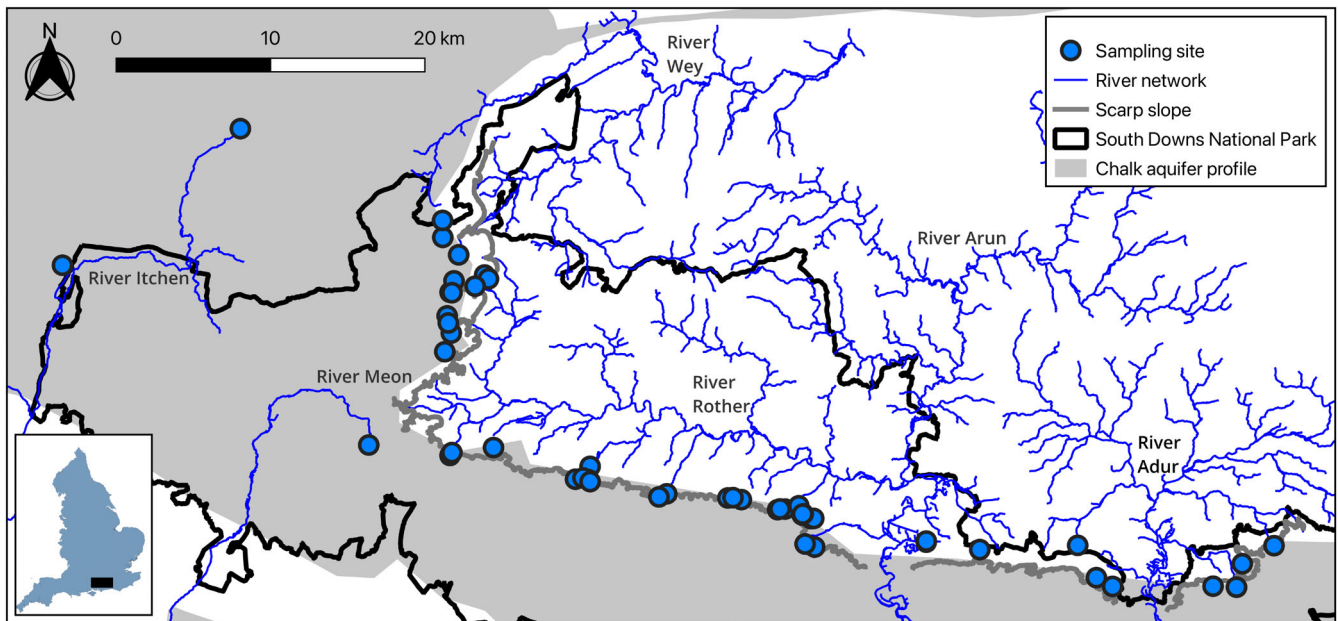 N
0 10 20 km
River
Wey
Sampling site
River network
Scarp slope
South Downs National Park
Chalk aquifer profile
River Arun
River Itchen
River Meon
River
Rother
River
Adur